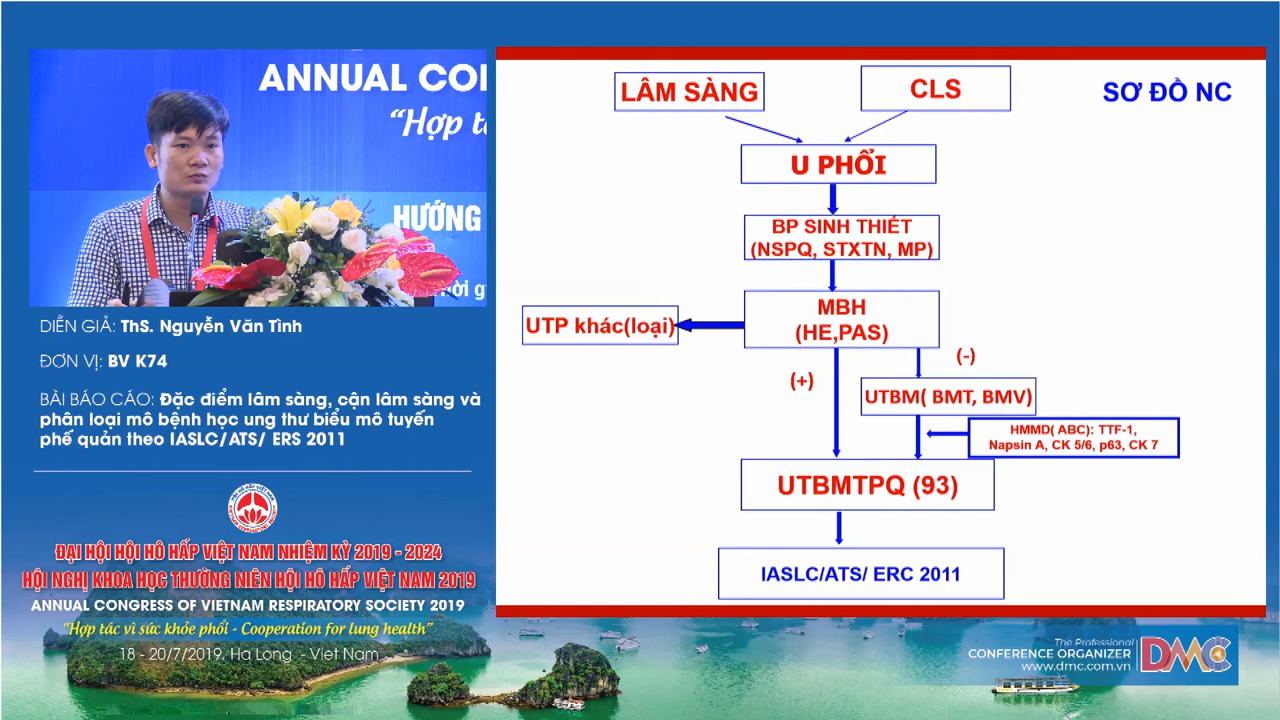 ANNUAL CO
“Hợp t
HƯỚNG
DIỄN GIẢ: ThS. Nguyễn Văn Tình
ĐƠN VỊ: BV K74
BÀI BÁO CÁO: Đặc điểm lâm sàng, cận lâm sàng và
phân loại mô bệnh học ung thư biểu mô tuyến
phế quản theo IASLC/ATS/ ERS 2011
ĐẠI HỘI HỘI HÔ HẤP VIỆT NAM NHIỆM KỲ 2019 - 2024
HỘI NGHỊ KHOA HỌC THƯỜNG NIÊN HỘI HÔ HẤP VIỆT NAM 2019
ANNUAL CONGRESS OF VIETNAM RESPIRATORY SOCIETY 2019
“Hợp tác vì sức khỏe phổi - Cooperation for lung health”
18 - 20/7/2019. Ha Long - Viet Nam
SƠ ĐỒ NC
LÂM SÀNG
CLS
U PHỔI
BP SINH THIẾT
(NSPQ, STXTN, MP)
MBH
(HE,PAS)
UTP khác(loại)
(+)
(-)
UTBM( BMT, BMV)
HMMD( ABC): TTF-1,
Napsin A, CK 5/6, p63, CK 7
UTBMTPQ (93)
IASLC/ATS/ ERC 2011
The Professional
CONFERENCE ORGANIZER
www.dmc.com.vn
DMC